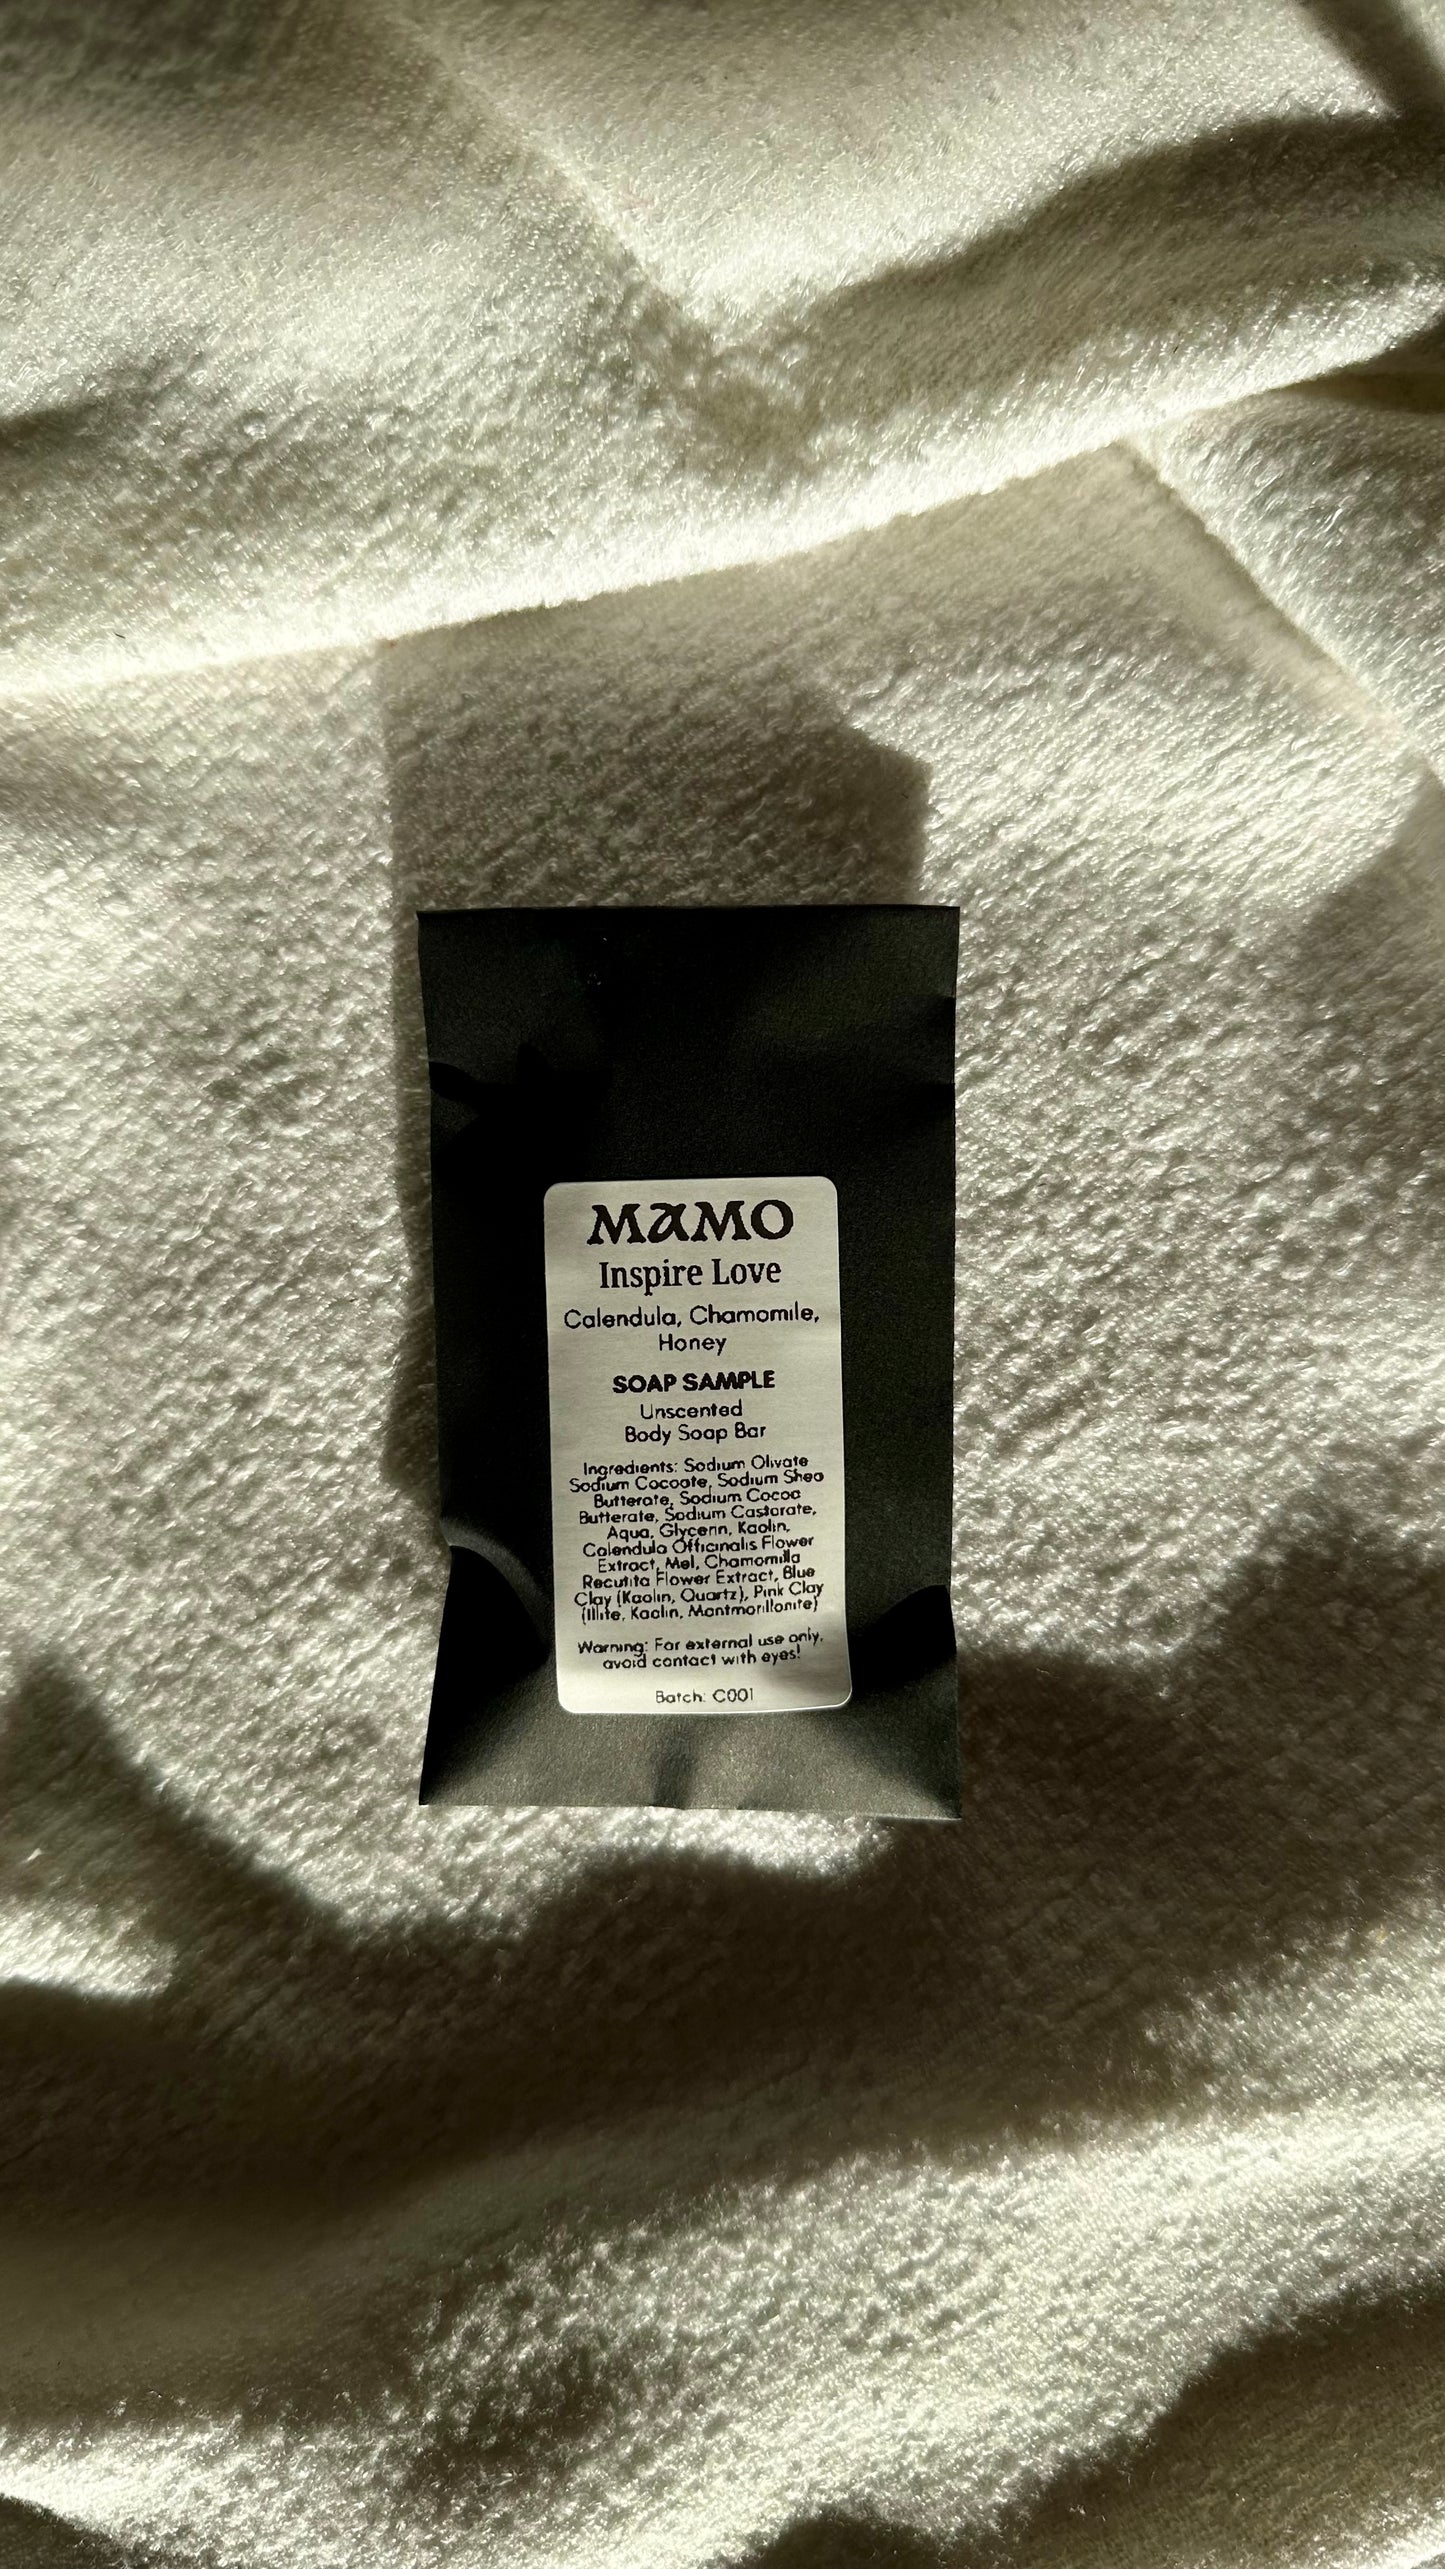 MAMO
Inspire Love
Calendula, Chamomile,
Honey
SOAP SAMPLE
Unscented
Body Soap Bar
Ingredients: Sodium Olivate
Sodium Cocoate, Sodium Shea
Butterate, Sodium Cocoa
Butterate, Sodium Castorate,
Aqua, Glycerin, Kaolin,
Calendula Officinalis Flower
Extract, Mel, Chamomilla
Recutita Flower Extract, Blue
Clay (Kaolin, Quartz), Pink Clay
(Illite, Kaolin, Montmorillonite)
Warning: For external use only,
avoid contact with eyes!
Batch: C001